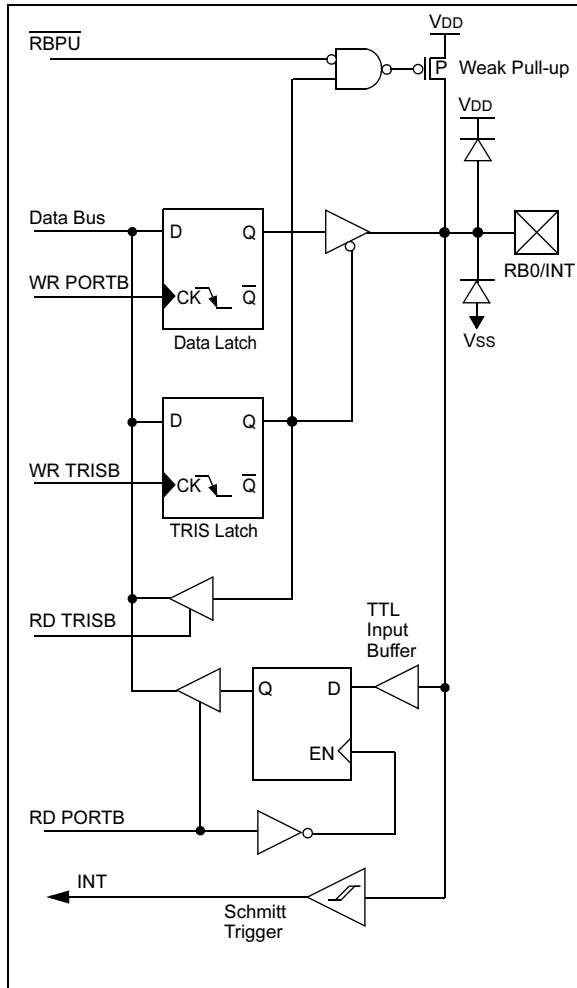 VDD
R̅B̅P̅U̅
P
Weak Pull-up
VDD
Data Bus
D
Q
RB0/INT
WR PORTB
CK
Q̅
Data Latch
VSS
D
Q
WR TRISB
CK
Q̅
TRIS Latch
RD TRISB
TTL
Input
Buffer
Q
D
EN
RD PORTB
INT
Schmitt
Trigger